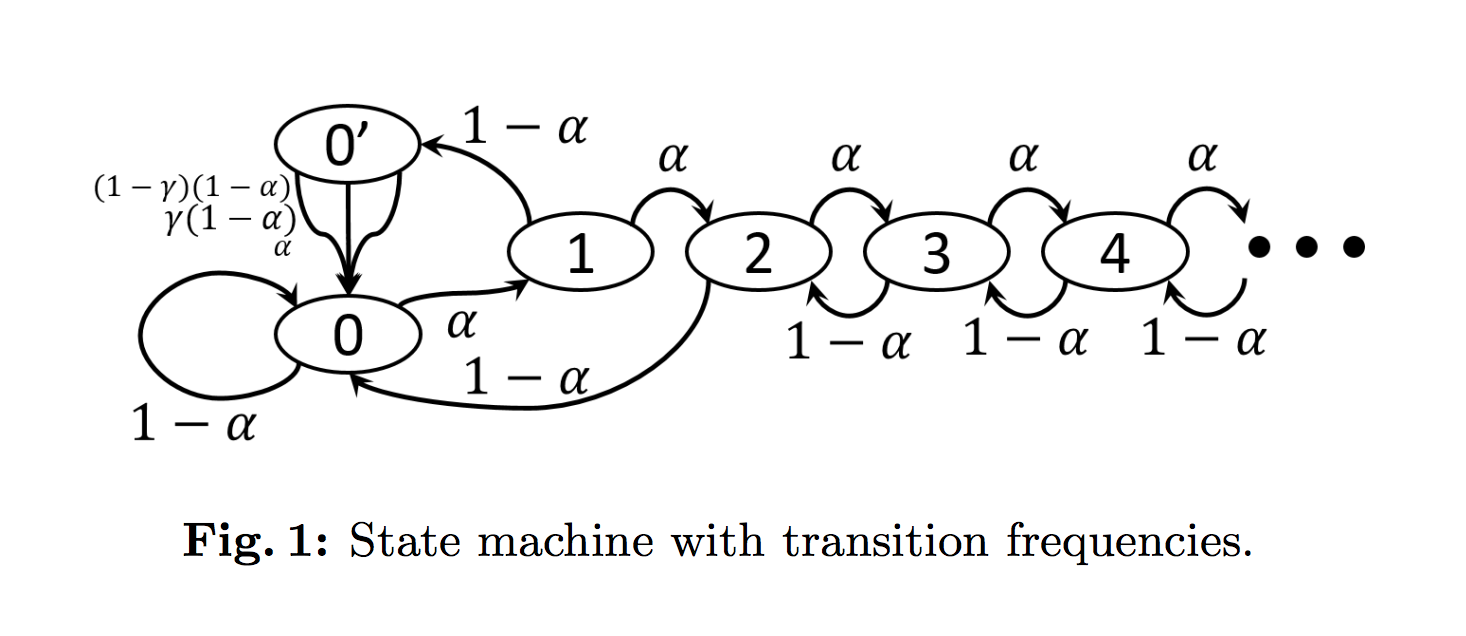 0′
1 − α
α
α
α
α
(1 − γ)(1 − α)
γ(1 − α)
α
1
2
3
4
0
α
1 − α
1 − α
1 − α
1 − α
1 − α
Fig. 1: State machine with transition frequencies.